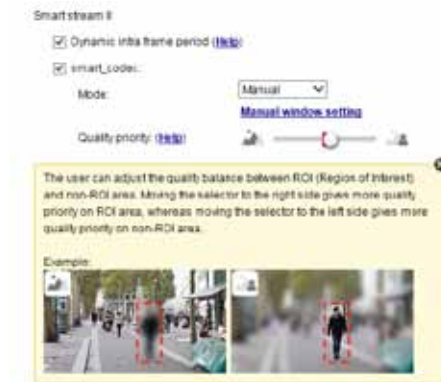 Smart stream II
Dynamic intra frame period (Help)
smart_codec:
Mode: Manual
Manual window setting
Quality priority: (Help)
The user can adjust the quality balance between ROI (Region of Interest)
and non-ROI area. Moving the selector to the right side gives more quality
priority on ROI area, whereas moving the selector to the left side gives more
quality priority on non-ROI area.
Example: